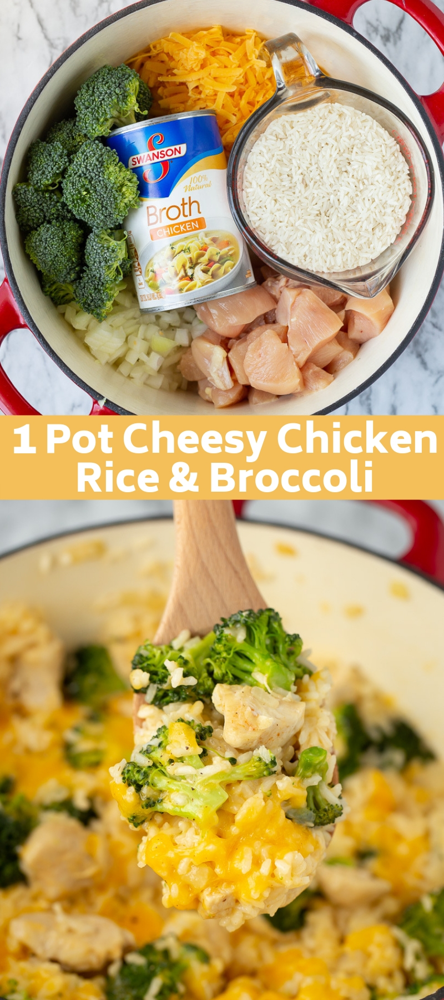 SWANSON
100%
Natural
Broth
CHICKEN
1 Pot Cheesy Chicken
Rice & Broccoli